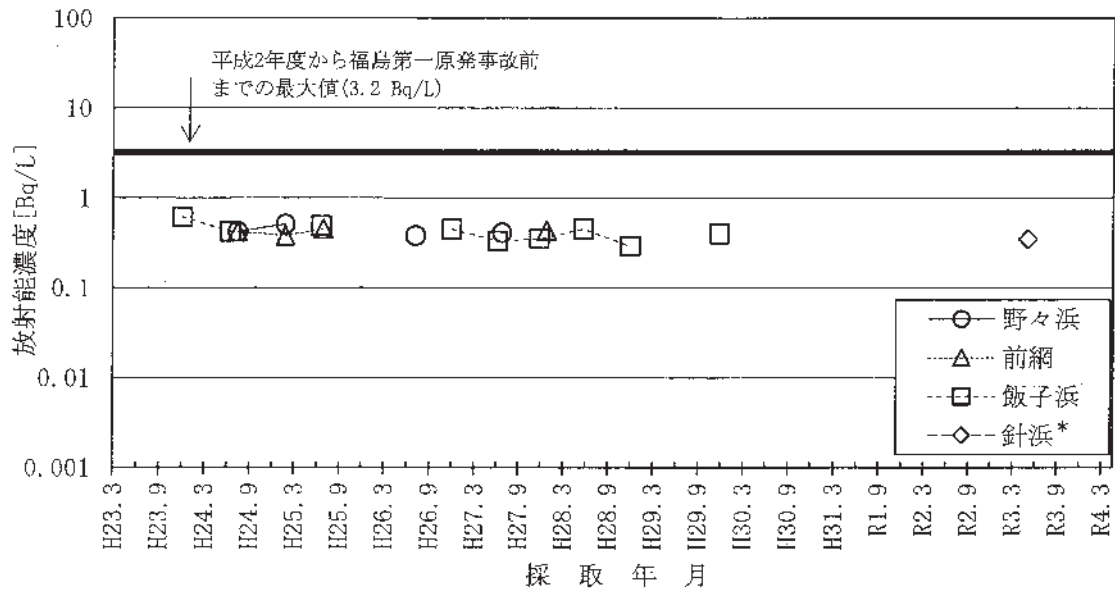 100
10
1
0.1
0.01
0.001
放射能濃度[Bq/L]
平成2年度から福島第一原発事故前
までの最大値(3.2 Bq/L)
野々浜
前網
飯子浜
針浜*
H23.3
H23.9
H24.3
H24.9
H25.3
H25.9
H26.3
H26.9
H27.3
H27.9
H28.3
H28.9
H29.3
H29.9
H30.3
H30.9
H31.3
R1.9
R2.3
R2.9
R3.3
R3.9
R4.3
採取年月